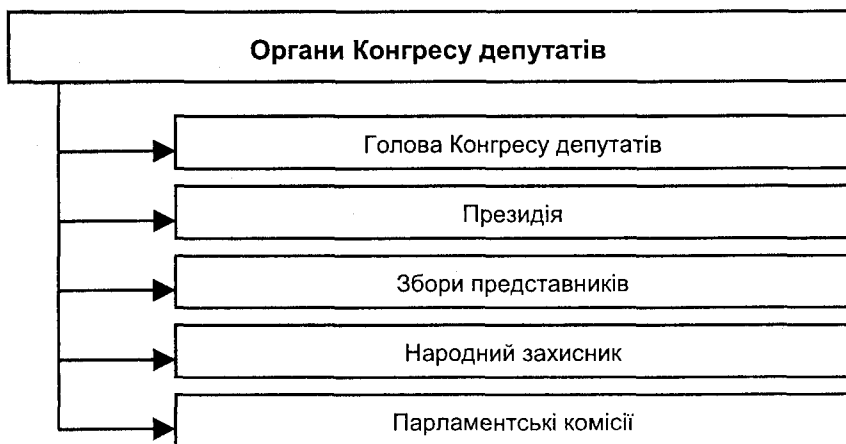 Органи Конгресу депутатів
Голова Конгресу депутатів
Президія
Збори представників
Народний захисник
Парламентські комісії